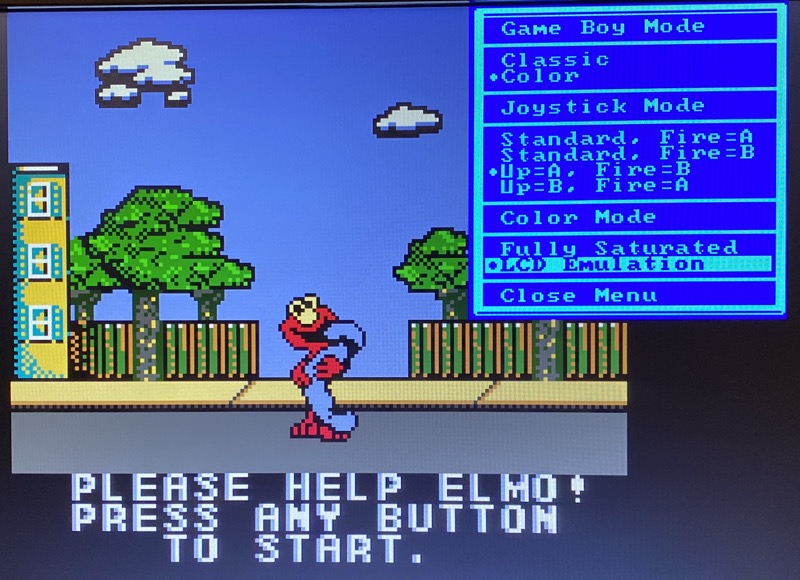 Game Boy Mode
Classic
Color
Joystick Mode
Standard, Fire=A
Standard, Fire=B
Up=A, Fire=B
Up=B, Fire=A
Color Mode
Fully Saturated
LCD Emulation
Close Menu
PLEASE HELP ELMO!
PRESS ANY BUTTON
TO START.